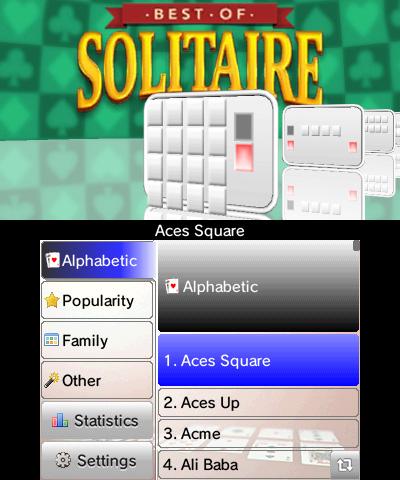 ·BEST·OF·
SOLITAIRE
Aces Square
Alphabetic
Popularity
Family
Other
Statistics
Settings
Alphabetic
1. Aces Square
2. Aces Up
3. Acme
4. Ali Baba